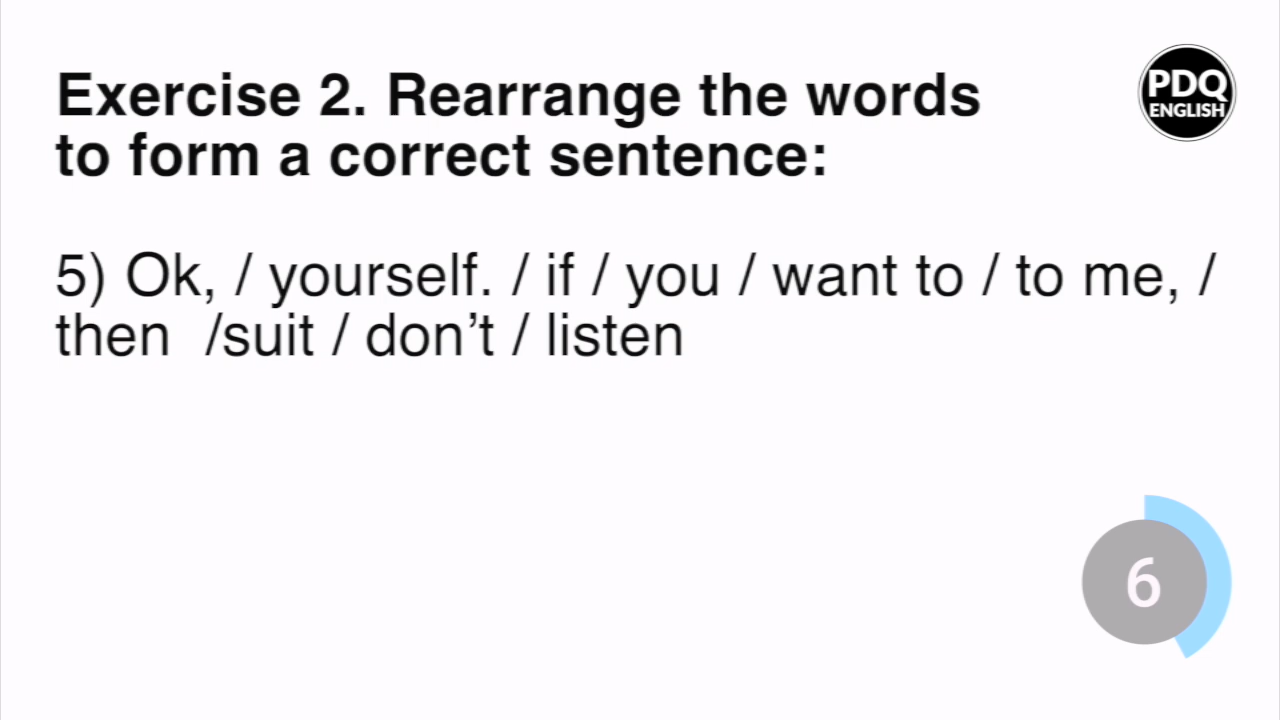 Exercise 2. Rearrange the words
to form a correct sentence:
PDQ
ENGLISH
5) Ok, / yourself. / if / you / want to / to me, /
then /suit / don’t / listen
6